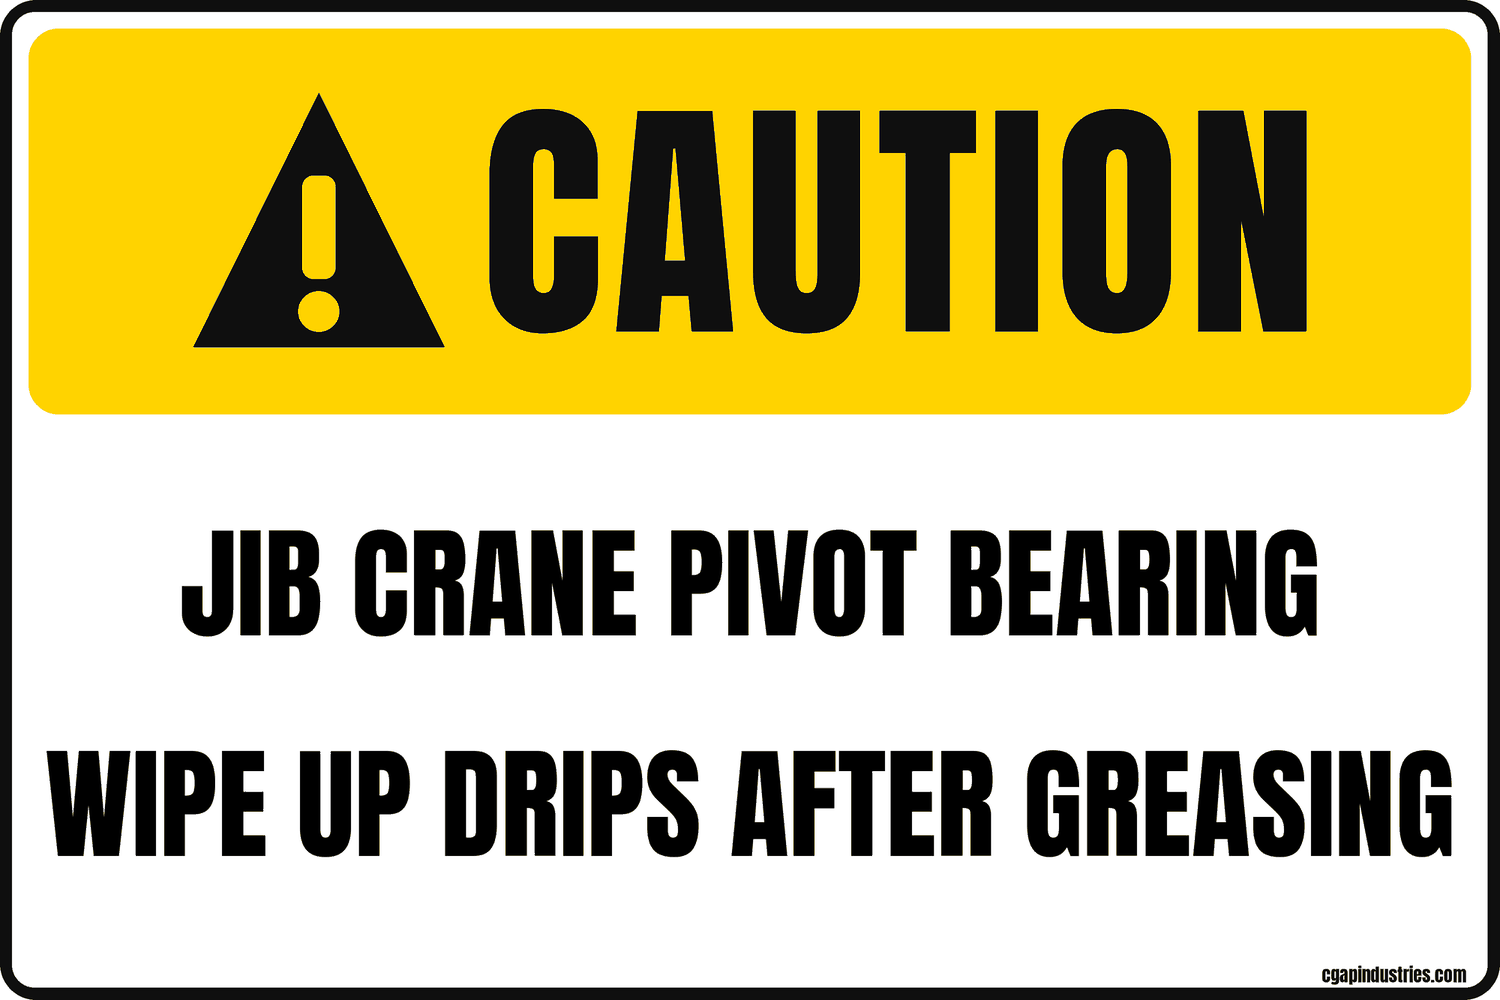 CAUTION
JIB CRANE PIVOT BEARING
WIPE UP DRIPS AFTER GREASING
cgapindustries.com